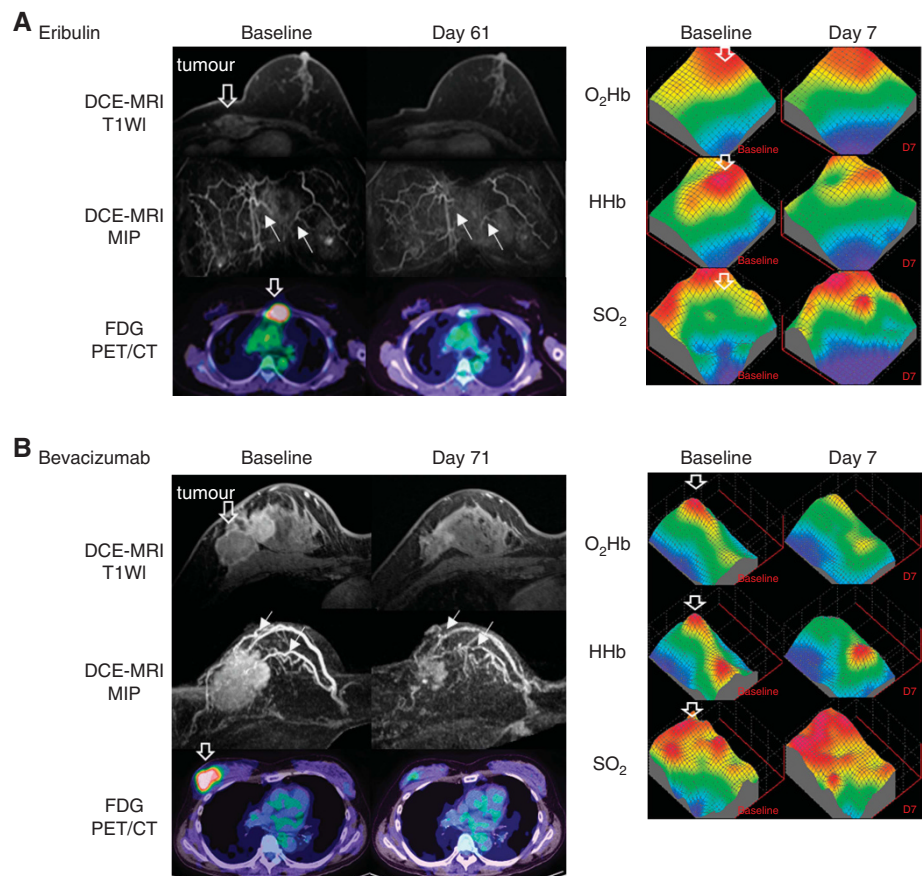 A Eribulin
Baseline
Day 61
Baseline
Day 7
tumour
DCE-MRI
T1WI
DCE-MRI
MIP
FDG
PET/CT
O₂Hb
Baseline
D7
HHb
Baseline
D7
SO₂
Baseline
D7
B Bevacizumab
Baseline
Day 71
Baseline
Day 7
tumour
DCE-MRI
T1WI
DCE-MRI
MIP
FDG
PET/CT
O₂Hb
Baseline
D7
HHb
Baseline
D7
SO₂
Baseline
D7